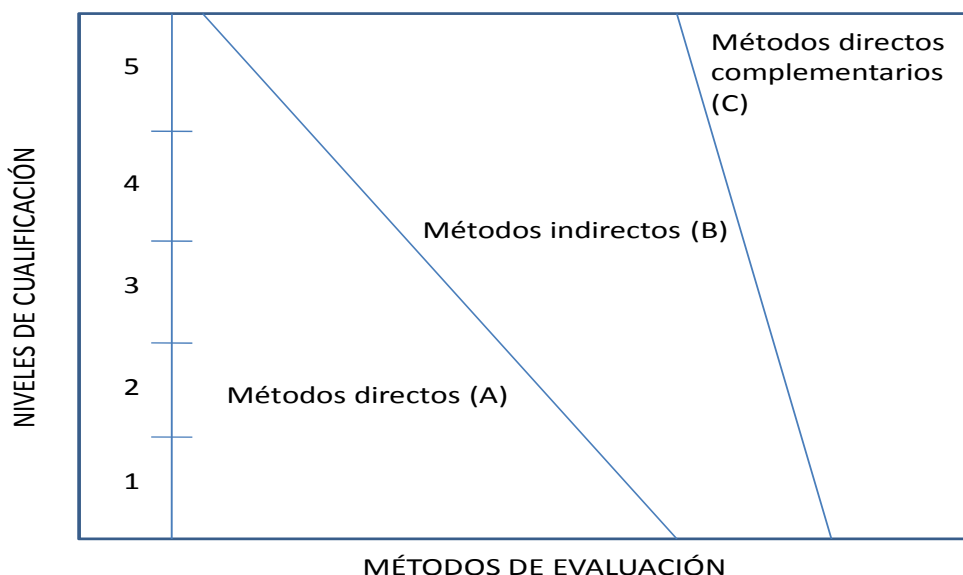 NIVELES DE CUALIFICACIÓN
5
4
3
2
1
Métodos directos
complementarios
(C)
Métodos indirectos (B)
Métodos directos (A)
MÉTODOS DE EVALUACIÓN